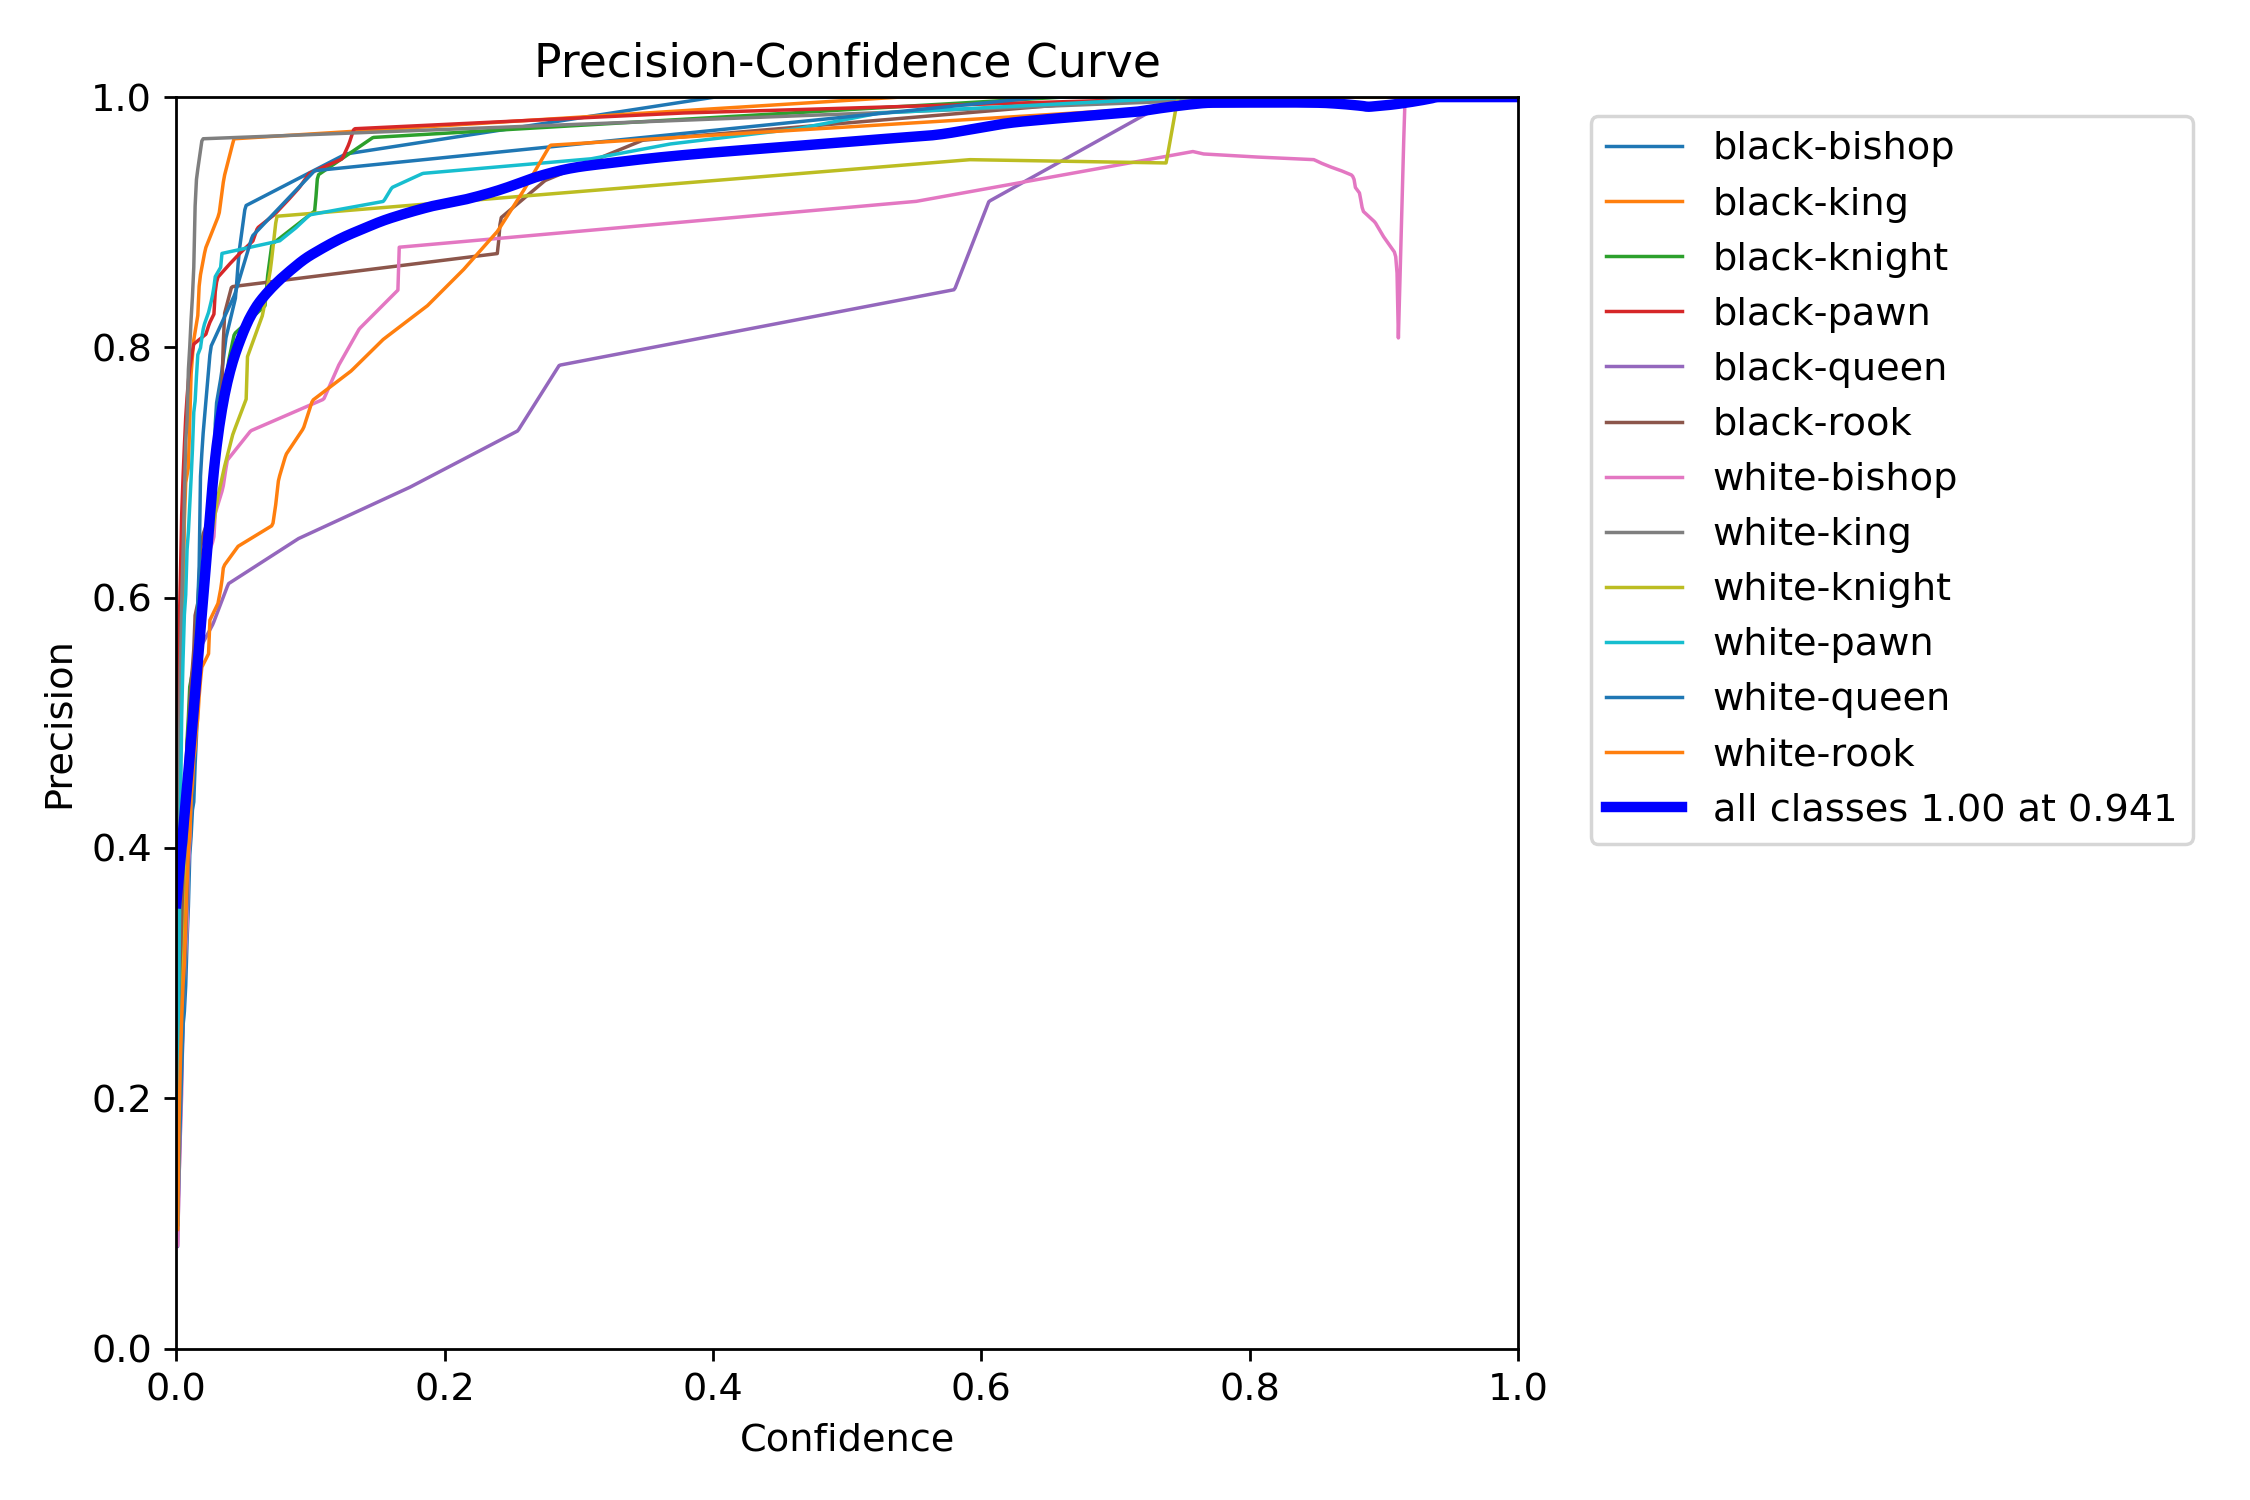 Precision-Confidence Curve
1.0
0.8
0.6
0.4
0.2
0.0
Precision
0.0 0.2 0.4 0.6 0.8 1.0
Confidence
black-bishop
black-king
black-knight
black-pawn
black-queen
black-rook
white-bishop
white-king
white-knight
white-pawn
white-queen
white-rook
all classes 1.00 at 0.941